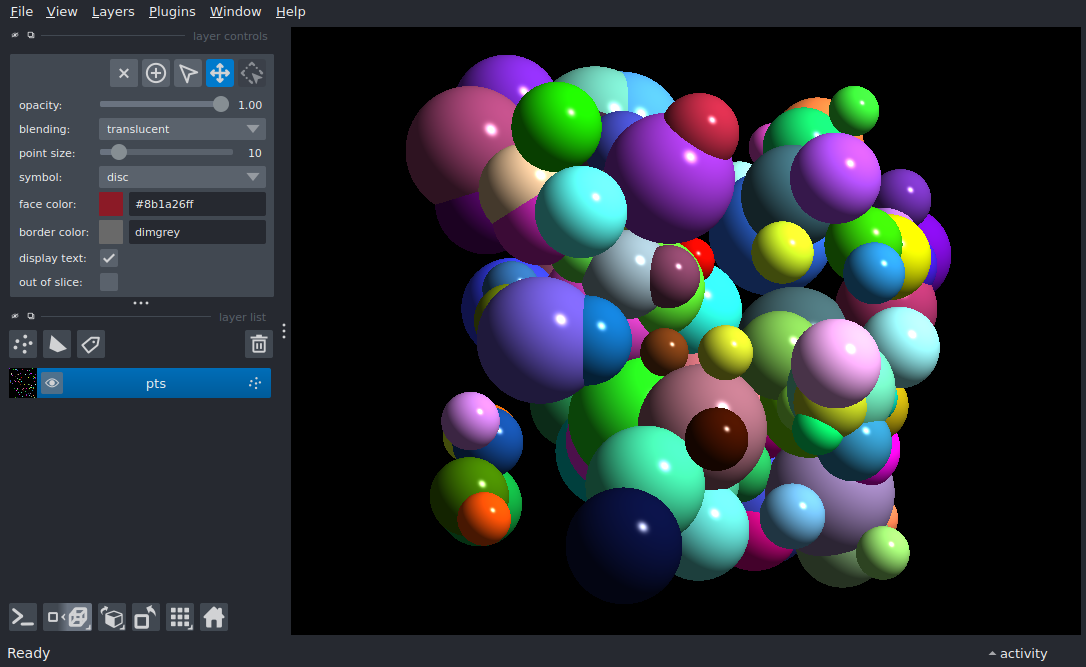 File View Layers Plugins Window Help
layer controls
opacity: 1.00
blending: translucent
point size: 10
symbol: disc
face color: #8b1a26ff
border color: dimgrey
display text:
out of slice:
layer list
pts
Ready
activity